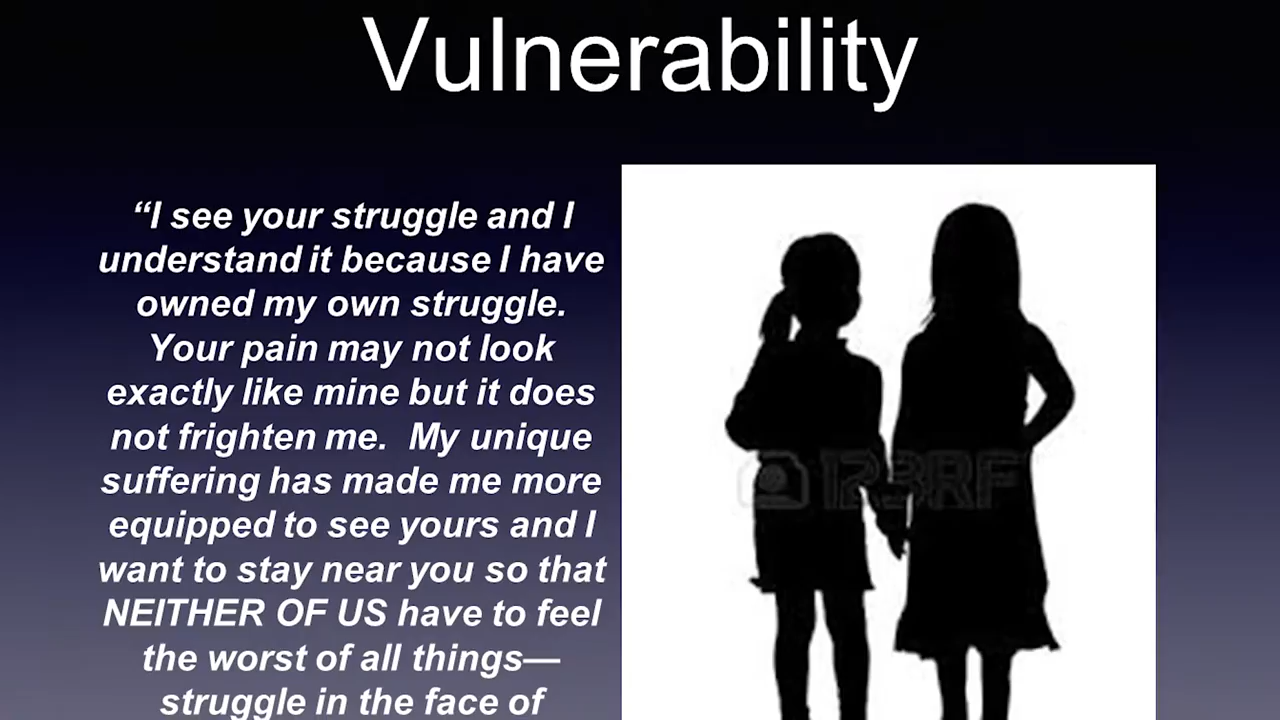 Vulnerability
“I see your struggle and I
understand it because I have
owned my own struggle.
Your pain may not look
exactly like mine but it does
not frighten me.  My unique
suffering has made me more
equipped to see yours and I
want to stay near you so that
NEITHER OF US have to feel
the worst of all things—
struggle in the face of
123RF